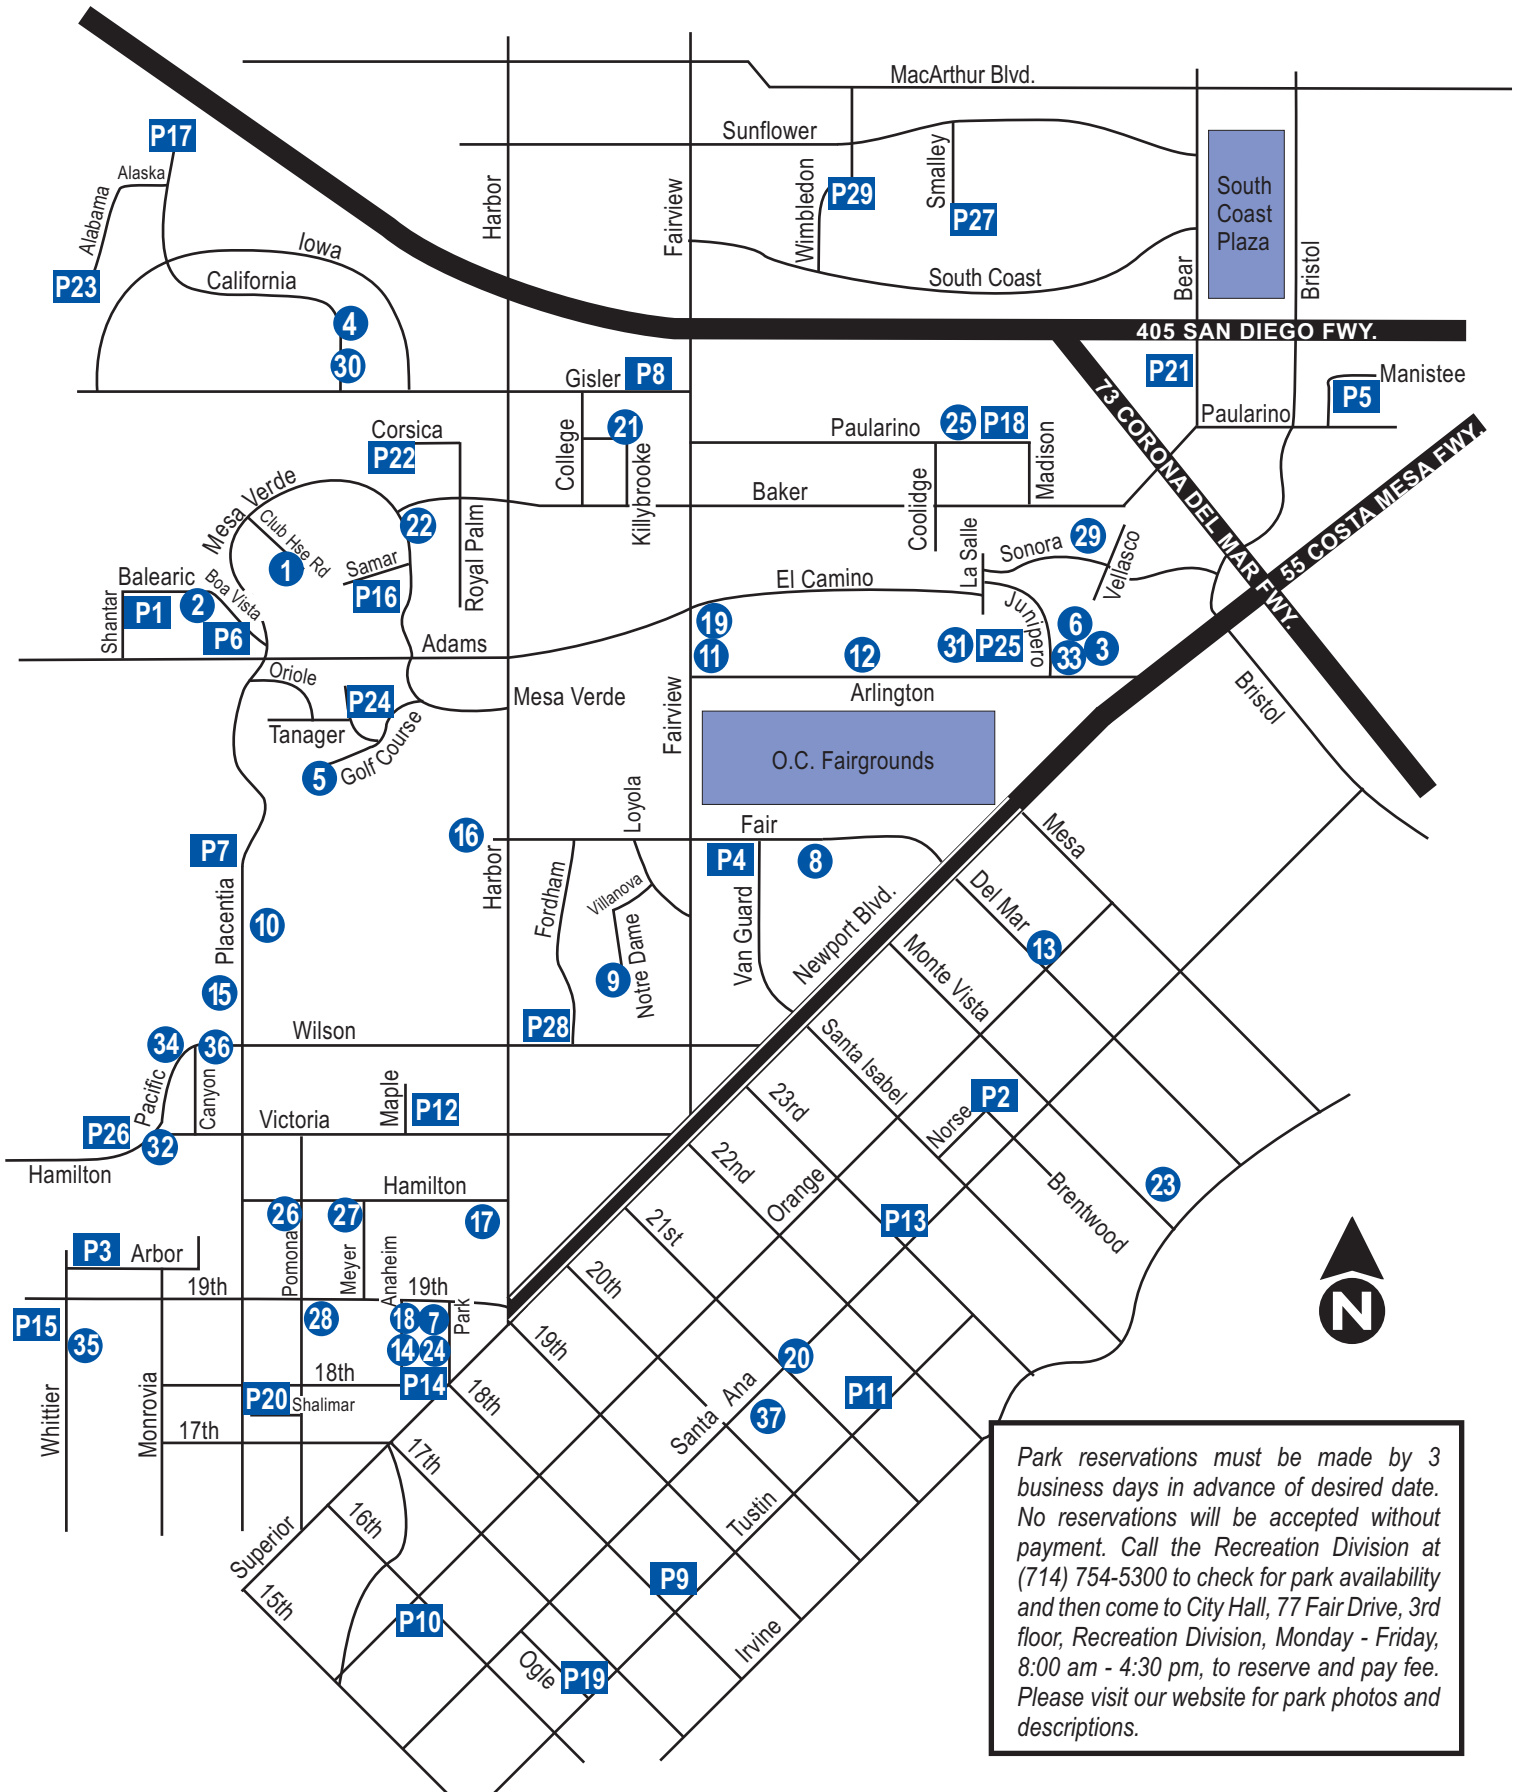 MacArthur Blvd.
P17
Sunflower
Alaska
Harbor
Fairview
Wimbledon
P29
Smalley
P27
South
Coast
Plaza
Alabama
Iowa
P23
California
South Coast
Bear
Bristol
4
405 SAN DIEGO FWY.
30
Gisler
P8
P21
Manistee
P5
73 CORONA DEL MAR FWY.
Paularino
Corsica
P22
College
21
Killybrooke
Paularino
25
P18
Madison
55 COSTA MESA FWY.
Mesa Verde
Baker
Coolidge
Club Hse Rd
22
Royal Palm
1
Samar
P16
La Salle
Sonora
29
Vellasco
Balearic
Boa Vista
El Camino
Shantar
P1
2
P6
Junipero
19
6
Adams
11
12
31
P25
33
3
Oriole
P24
Mesa Verde
Fairview
Arlington
Bristol
Tanager
Golf Course
5
O.C. Fairgrounds
Loyola
16
Fair
Mesa
P7
Harbor
Fordham
P4
8
Villanova
Del Mar
Placentia
10
Notre Dame
Van Guard
Newport Blvd.
Monte Vista
13
9
15
P28
34
36
Wilson
Santa Isabel
Pacific
Canyon
Maple
P12
23rd
P2
Norse
P26
32
Victoria
Hamilton
22nd
Orange
Brentwood
23
Hamilton
26
27
17
21st
P13
P3
Arbor
Pomona
Meyer
Anaheim
20th
19th
19th
Park
N
P15
35
28
18
7
19th
14
24
20
18th
P14
18th
Santa Ana
P11
P20
Shalimar
37
Whittier
Monrovia
17th
17th
16th
Tustin
Superior
15th
P9
P10
Irvine
Ogle
P19
Park reservations must be made by 3
business days in advance of desired date.
No reservations will be accepted without
payment. Call the Recreation Division at
(714) 754-5300 to check for park availability
and then come to City Hall, 77 Fair Drive, 3rd
floor, Recreation Division, Monday - Friday,
8:00 am - 4:30 pm, to reserve and pay fee.
Please visit our website for park photos and
descriptions.